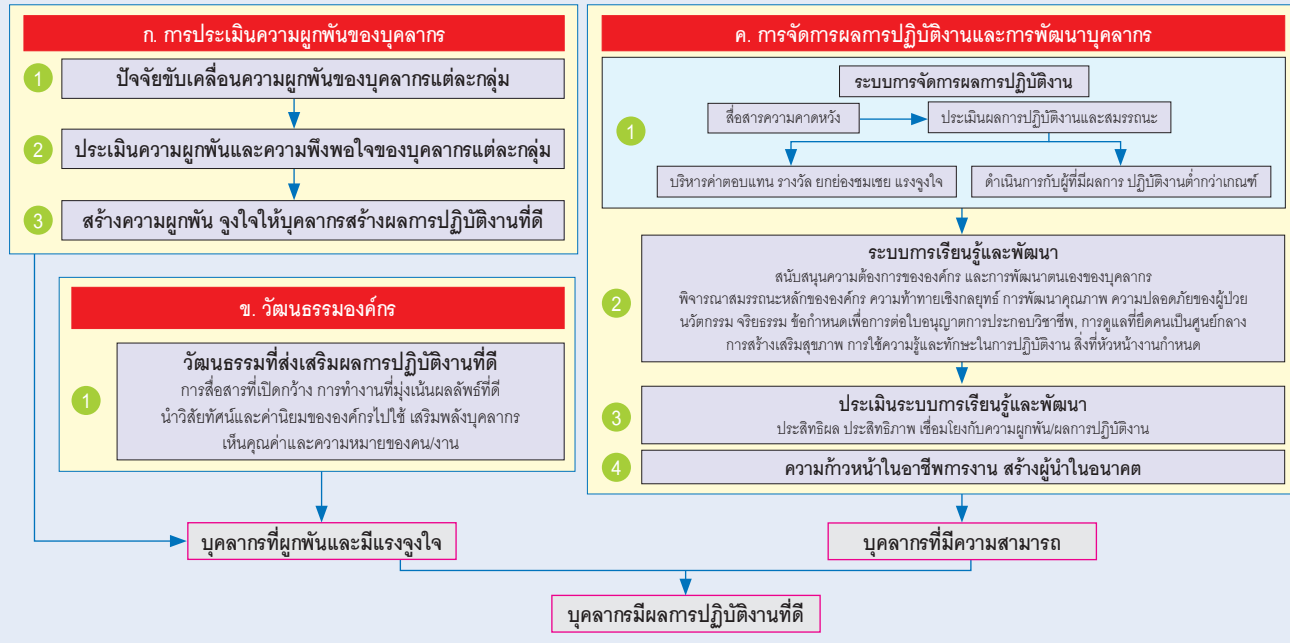 ก. การประเมินความผูกพันของบุคลากร
1
ปัจจัยขับเคลื่อนความผูกพันของบุคลากรแต่ละกลุ่ม
2
ประเมินความผูกพันและความพึงพอใจของบุคลากรแต่ละกลุ่ม
3
สร้างความผูกพัน จูงใจให้บุคลากรสร้างผลการปฏิบัติงานที่ดี
ข. วัฒนธรรมองค์กร
1
วัฒนธรรมที่ส่งเสริมผลการปฏิบัติงานที่ดี
การสื่อสารที่เปิดกว้าง การทำงานที่มุ่งเน้นผลลัพธ์ที่ดี
นำวิสัยทัศน์และค่านิยมขององค์กรไปใช้ เสริมพลังบุคลากร
เห็นคุณค่าและความหมายของคน/งาน
ค. การจัดการผลการปฏิบัติงานและการพัฒนาบุคลากร
1
ระบบการจัดการผลการปฏิบัติงาน
สื่อสารความคาดหวัง
ประเมินผลการปฏิบัติงานและสมรรถนะ
บริหารค่าตอบแทน รางวัล ยกย่องชมเชย แรงจูงใจ
ดำเนินการกับผู้ที่มีผลการ ปฏิบัติงานต่ำกว่าเกณฑ์
2
ระบบการเรียนรู้และพัฒนา
สนับสนุนความต้องการขององค์กร และการพัฒนาตนเองของบุคลากร
พิจารณาสมรรถนะหลักขององค์กร ความท้าทายเชิงกลยุทธ์ การพัฒนาคุณภาพ ความปลอดภัยของผู้ป่วย
นวัตกรรม จริยธรรม ข้อกำหนดเพื่อการต่อใบอนุญาตการประกอบวิชาชีพ, การดูแลที่ยึดคนเป็นศูนย์กลาง
การสร้างเสริมสุขภาพ การใช้ความรู้และทักษะในการปฏิบัติงาน สิ่งที่หัวหน้างานกำหนด
3
ประเมินระบบการเรียนรู้และพัฒนา
ประสิทธิผล ประสิทธิภาพ เชื่อมโยงกับความผูกพัน/ผลการปฏิบัติงาน
4
ความก้าวหน้าในอาชีพการงาน สร้างผู้นำในอนาคต
บุคลากรที่ผูกพันและมีแรงจูงใจ
บุคลากรที่มีความสามารถ
บุคลากรมีผลการปฏิบัติงานที่ดี